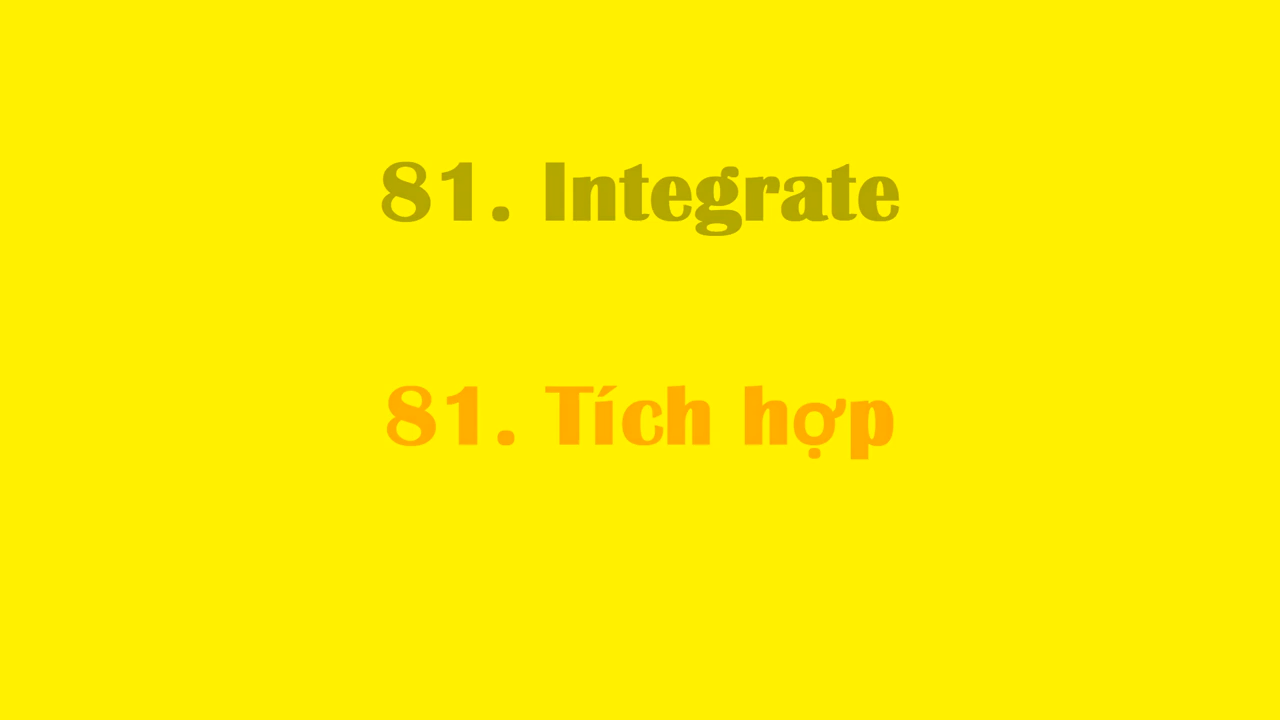 81. Integrate
81. Tích hợp